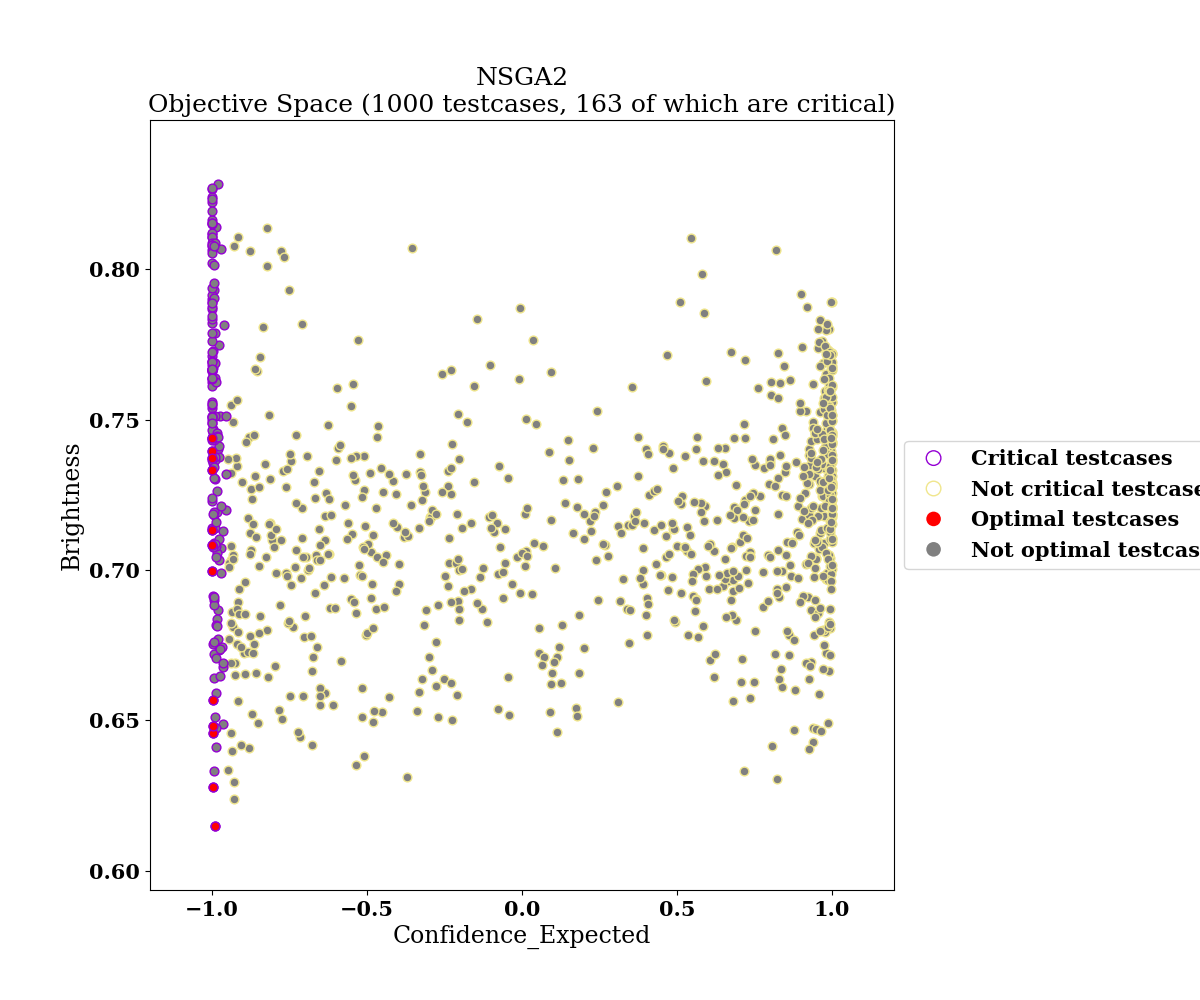 NSGA2
Objective Space (1000 testcases, 163 of which are critical)
0.80
0.75
0.70
0.65
0.60
Brightness
−1.0 −0.5 0.0 0.5 1.0
Confidence_Expected
Critical testcases
Not critical testcase
Optimal testcases
Not optimal testcas